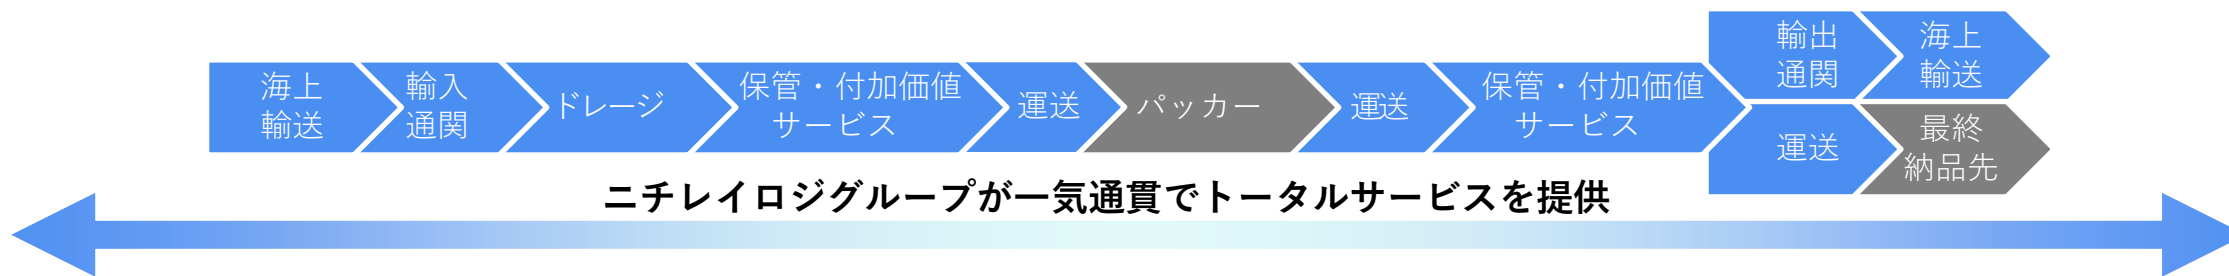 海上
輸送
輸入
通関
ドレージ
保管・付加価値
サービス
運送
パッカー
運送
保管・付加価値
サービス
輸出
通関
海上
輸送
運送
最終
納品先
ニチレイロジグループが一気通貫でトータルサービスを提供